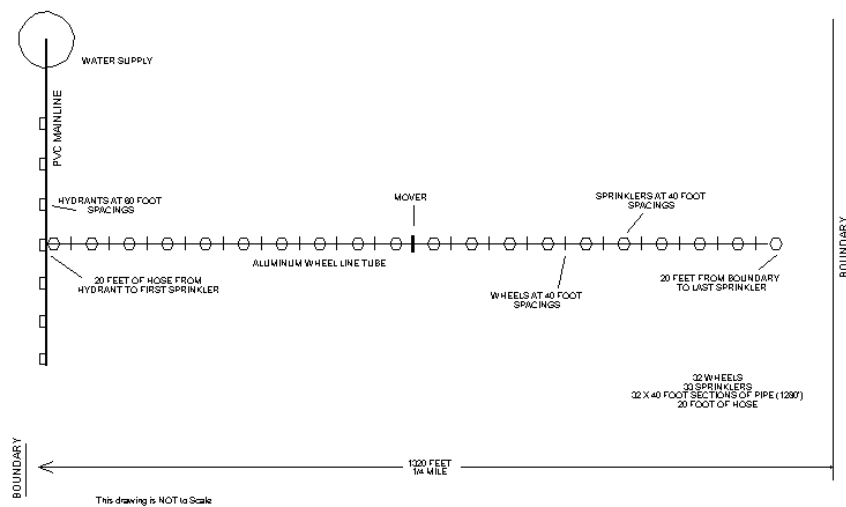 WATER SUPPLY
PVC MAINLINE
HYDRANTS AT 60 FOOT
SPACINGS
MOVER
SPRINKLERS AT 40 FOOT
SPACINGS
BOUNDARY
ALUMINUM WHEEL LINE TUBE
20 FEET OF HOSE FROM
HYDRANT TO FIRST SPRINKLER
WHEELS AT 40 FOOT
SPACINGS
20 FEET FROM BOUNDARY
TO LAST SPRINKLER
32 WHEELS
33 SPRINKLERS
32 X 40 FOOT SECTIONS OF PIPE (1280')
20 FOOT OF HOSE
BOUNDARY
1320 FEET
1/4 MILE
This drawing is NOT to Scale